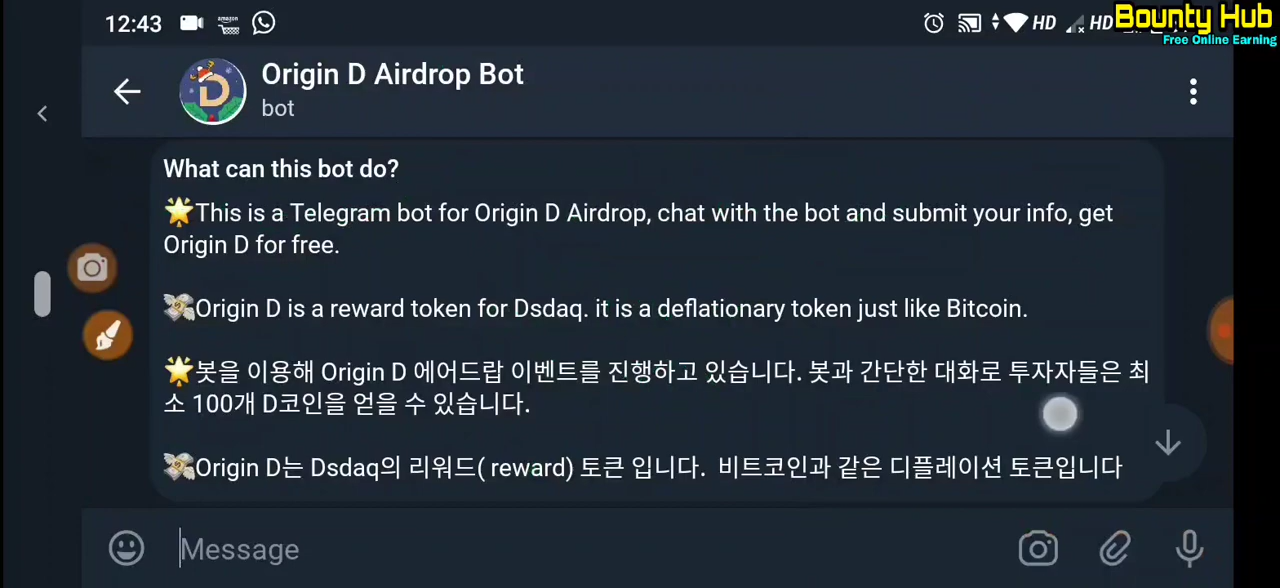 12:43 amazon HD HD
Bounty Hub
Free Online Earning
Origin D Airdrop Bot
bot
What can this bot do?
🌟This is a Telegram bot for Origin D Airdrop, chat with the bot and submit your info, get
Origin D for free.
💸Origin D is a reward token for Dsdaq. it is a deflationary token just like Bitcoin.
🌟봇을 이용해 Origin D 에어드랍 이벤트를 진행하고 있습니다. 봇과 간단한 대화로 투자자들은 최
소 100개 D코인을 얻을 수 있습니다.
💸Origin D는 Dsdaq의 리워드( reward) 토큰 입니다. 비트코인과 같은 디플레이션 토큰입니다
Message